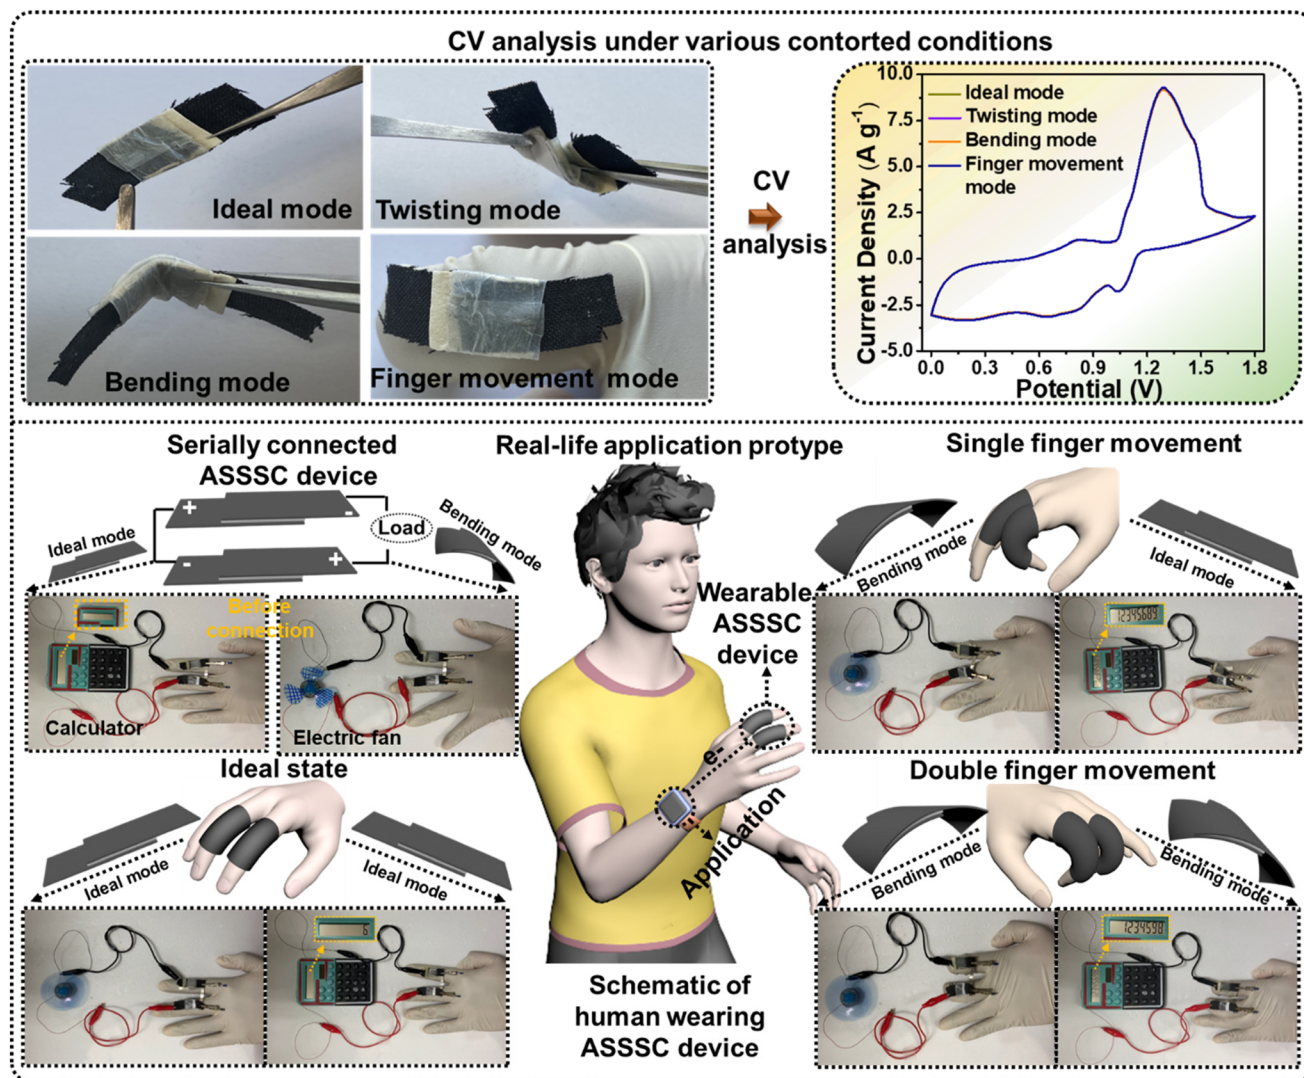 CV analysis under various contorted conditions
Ideal mode
Twisting mode
Bending mode
Finger movement mode
CV
analysis
10.0
7.5
5.0
2.5
0.0
-2.5
-5.0
Current Density (A g-1)
Ideal mode
Twisting mode
Bending mode
Finger movement
mode
0.0 0.3 0.6 0.9 1.2 1.5 1.8
Potential (V)
Serially connected
ASSSC device
+
-
-
+
Load
Ideal mode
Bending mode
Before
connection
Calculator
Electric fan
Real-life application protype
Wearable
ASSSC
device
e-
Application
Schematic of
human wearing
ASSSC device
Single finger movement
Bending mode
Ideal mode
12345689
Ideal state
Ideal mode
Ideal mode
6
Double finger movement
Bending mode
Bending mode
1234598